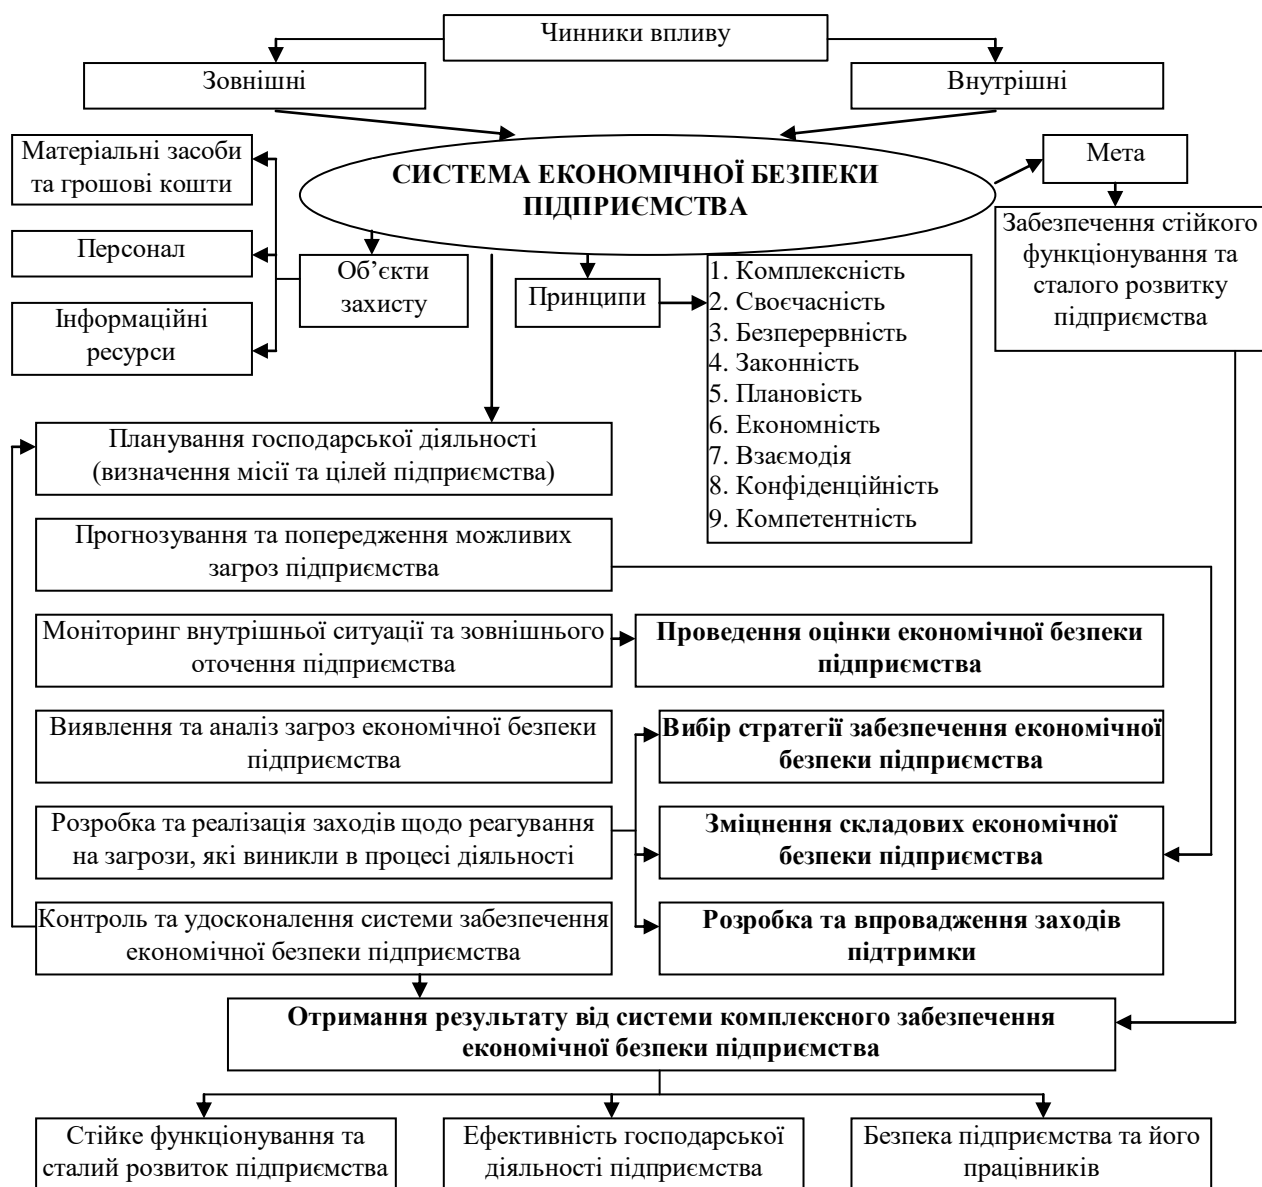 Чинники впливу
Зовнішні
Внутрішні
Матеріальні засоби
та грошові кошти
СИСТЕМА ЕКОНОМІЧНОЇ БЕЗПЕКИ
ПІДПРИЄМСТВА
Мета
Забезпечення стійкого
функціонування та
сталого розвитку
підприємства
Персонал
Інформаційні
ресурси
Об’єкти
захисту
Принципи
1. Комплексність
2. Своєчасність
3. Безперервність
4. Законність
5. Плановість
6. Економність
7. Взаємодія
8. Конфіденційність
9. Компетентність
Планування господарської діяльності
(визначення місії та цілей підприємства)
Прогнозування та попередження можливих
загроз підприємства
Моніторинг внутрішньої ситуації та зовнішнього
оточення підприємства
Проведення оцінки економічної безпеки
підприємства
Виявлення та аналіз загроз економічної безпеки
підприємства
Вибір стратегії забезпечення економічної
безпеки підприємства
Розробка та реалізація заходів щодо реагування
на загрози, які виникли в процесі діяльності
Зміцнення складових економічної
безпеки підприємства
Контроль та удосконалення системи забезпечення
економічної безпеки підприємства
Розробка та впровадження заходів
підтримки
Отримання результату від системи комплексного забезпечення
економічної безпеки підприємства
Стійке функціонування та
сталий розвиток підприємства
Ефективність господарської
діяльності підприємства
Безпека підприємства та його
працівників